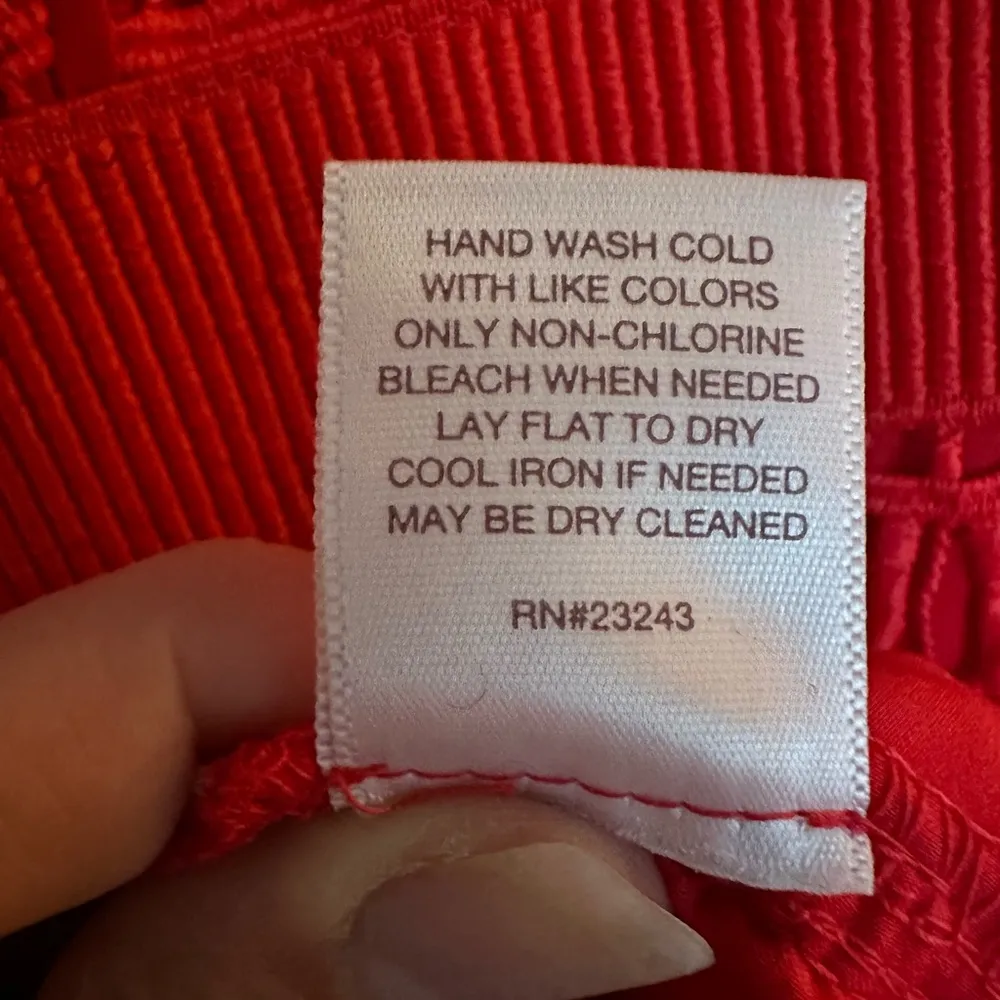 HAND WASH COLD
WITH LIKE COLORS
ONLY NON-CHLORINE
BLEACH WHEN NEEDED
LAY FLAT TO DRY
COOL IRON IF NEEDED
MAY BE DRY CLEANED
RN#23243